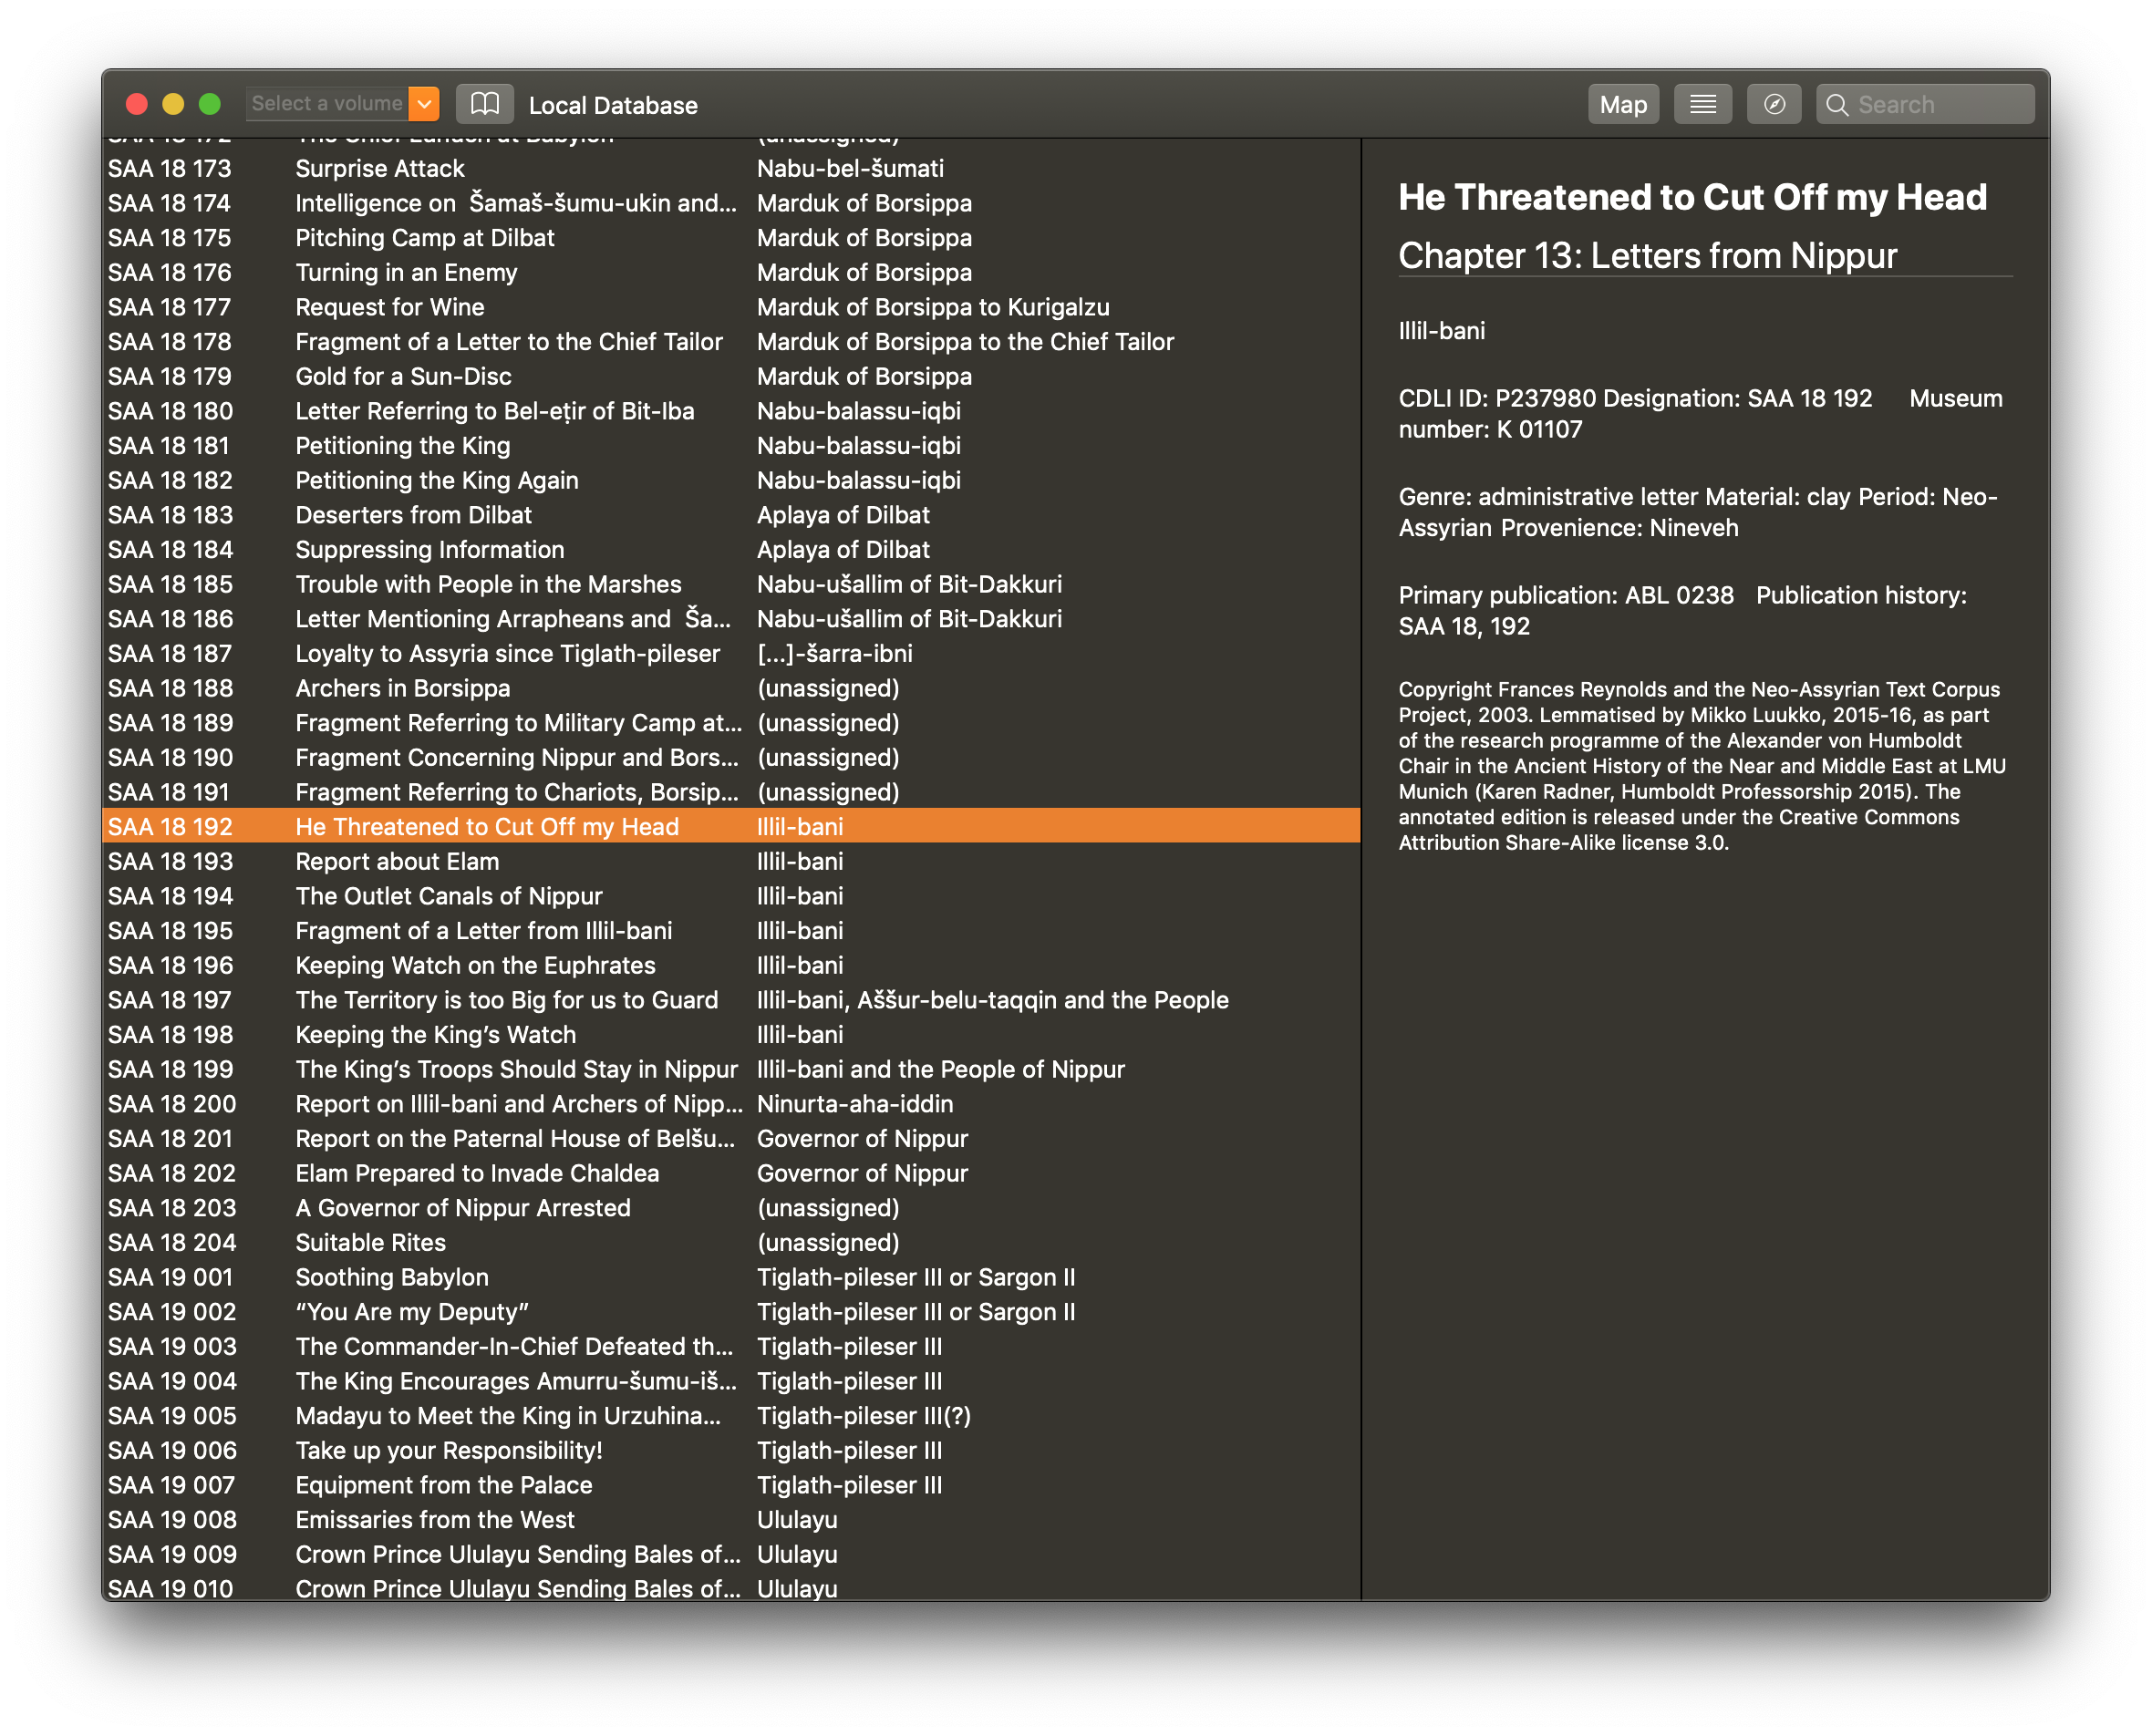 Select a volume Local Database Map Search
SAA 18 172 The Chief Eunuch at Babylon (unassigned)
SAA 18 173 Surprise Attack Nabu-bel-šumati
SAA 18 174 Intelligence on  Šamaš-šumu-ukin and... Marduk of Borsippa
SAA 18 175 Pitching Camp at Dilbat Marduk of Borsippa
SAA 18 176 Turning in an Enemy Marduk of Borsippa
SAA 18 177 Request for Wine Marduk of Borsippa to Kurigalzu
SAA 18 178 Fragment of a Letter to the Chief Tailor Marduk of Borsippa to the Chief Tailor
SAA 18 179 Gold for a Sun-Disc Marduk of Borsippa
SAA 18 180 Letter Referring to Bel-eṭir of Bit-Iba Nabu-balassu-iqbi
SAA 18 181 Petitioning the King Nabu-balassu-iqbi
SAA 18 182 Petitioning the King Again Nabu-balassu-iqbi
SAA 18 183 Deserters from Dilbat Aplaya of Dilbat
SAA 18 184 Suppressing Information Aplaya of Dilbat
SAA 18 185 Trouble with People in the Marshes Nabu-ušallim of Bit-Dakkuri
SAA 18 186 Letter Mentioning Arrapheans and  Ša... Nabu-ušallim of Bit-Dakkuri
SAA 18 187 Loyalty to Assyria since Tiglath-pileser [...]-šarra-ibni
SAA 18 188 Archers in Borsippa (unassigned)
SAA 18 189 Fragment Referring to Military Camp at... (unassigned)
SAA 18 190 Fragment Concerning Nippur and Bors... (unassigned)
SAA 18 191 Fragment Referring to Chariots, Borsip... (unassigned)
SAA 18 192 He Threatened to Cut Off my Head Illil-bani
SAA 18 193 Report about Elam Illil-bani
SAA 18 194 The Outlet Canals of Nippur Illil-bani
SAA 18 195 Fragment of a Letter from Illil-bani Illil-bani
SAA 18 196 Keeping Watch on the Euphrates Illil-bani
SAA 18 197 The Territory is too Big for us to Guard Illil-bani, Aššur-belu-taqqin and the People
SAA 18 198 Keeping the King’s Watch Illil-bani
SAA 18 199 The King’s Troops Should Stay in Nippur Illil-bani and the People of Nippur
SAA 18 200 Report on Illil-bani and Archers of Nipp... Ninurta-aha-iddin
SAA 18 201 Report on the Paternal House of Belšu... Governor of Nippur
SAA 18 202 Elam Prepared to Invade Chaldea Governor of Nippur
SAA 18 203 A Governor of Nippur Arrested (unassigned)
SAA 18 204 Suitable Rites (unassigned)
SAA 19 001 Soothing Babylon Tiglath-pileser III or Sargon II
SAA 19 002 “You Are my Deputy” Tiglath-pileser III or Sargon II
SAA 19 003 The Commander-In-Chief Defeated th... Tiglath-pileser III
SAA 19 004 The King Encourages Amurru-šumu-iš... Tiglath-pileser III
SAA 19 005 Madayu to Meet the King in Urzuhina... Tiglath-pileser III(?)
SAA 19 006 Take up your Responsibility! Tiglath-pileser III
SAA 19 007 Equipment from the Palace Tiglath-pileser III
SAA 19 008 Emissaries from the West Ululayu
SAA 19 009 Crown Prince Ululayu Sending Bales of... Ululayu
SAA 19 010 Crown Prince Ululayu Sending Bales of... Ululayu
He Threatened to Cut Off my Head
Chapter 13: Letters from Nippur
Illil-bani
CDLI ID: P237980 Designation: SAA 18 192 Museum
number: K 01107
Genre: administrative letter Material: clay Period: Neo-
Assyrian Provenience: Nineveh
Primary publication: ABL 0238 Publication history:
SAA 18, 192
Copyright Frances Reynolds and the Neo-Assyrian Text Corpus
Project, 2003. Lemmatised by Mikko Luukko, 2015-16, as part
of the research programme of the Alexander von Humboldt
Chair in the Ancient History of the Near and Middle East at LMU
Munich (Karen Radner, Humboldt Professorship 2015). The
annotated edition is released under the Creative Commons
Attribution Share-Alike license 3.0.